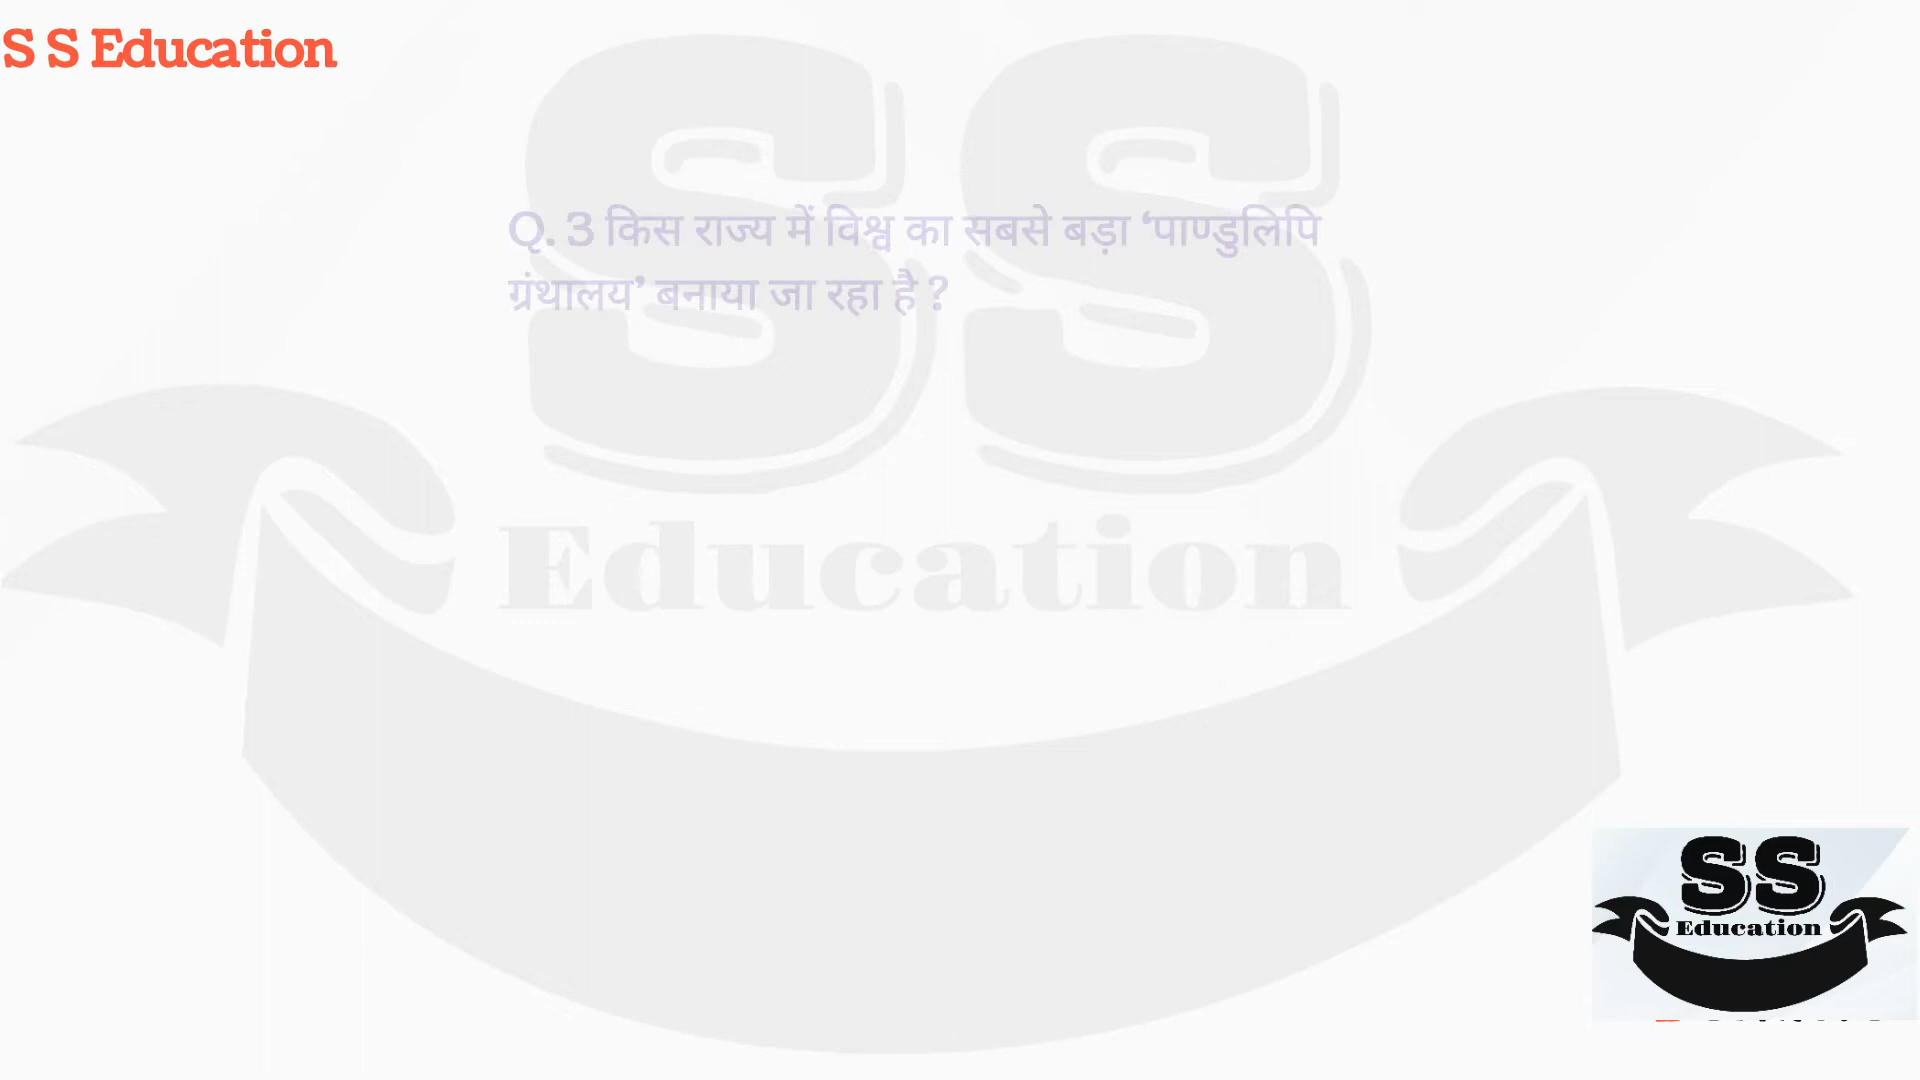 S S Education
SS
Q. 3 किस राज्य में विश्व का सबसे बड़ा ‘पाण्डुलिपि
ग्रंथालय’ बनाया जा रहा है ?
Education
SS
Education